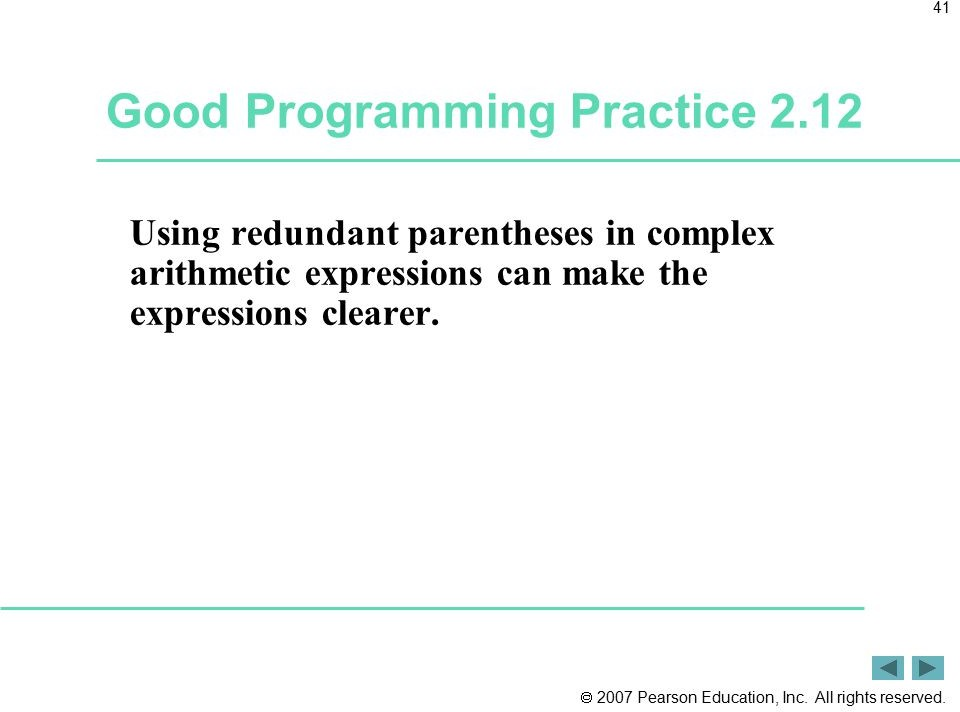 41
Good Programming Practice 2.12
Using redundant parentheses in complex
arithmetic expressions can make the
expressions clearer.
© 2007 Pearson Education, Inc. All rights reserved.